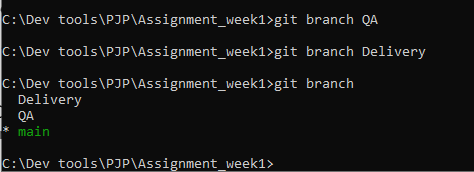 C:\Dev tools\PJP\Assignment_week1>git branch QA
C:\Dev tools\PJP\Assignment_week1>git branch Delivery
C:\Dev tools\PJP\Assignment_week1>git branch
  Delivery
  QA
* main
C:\Dev tools\PJP\Assignment_week1>